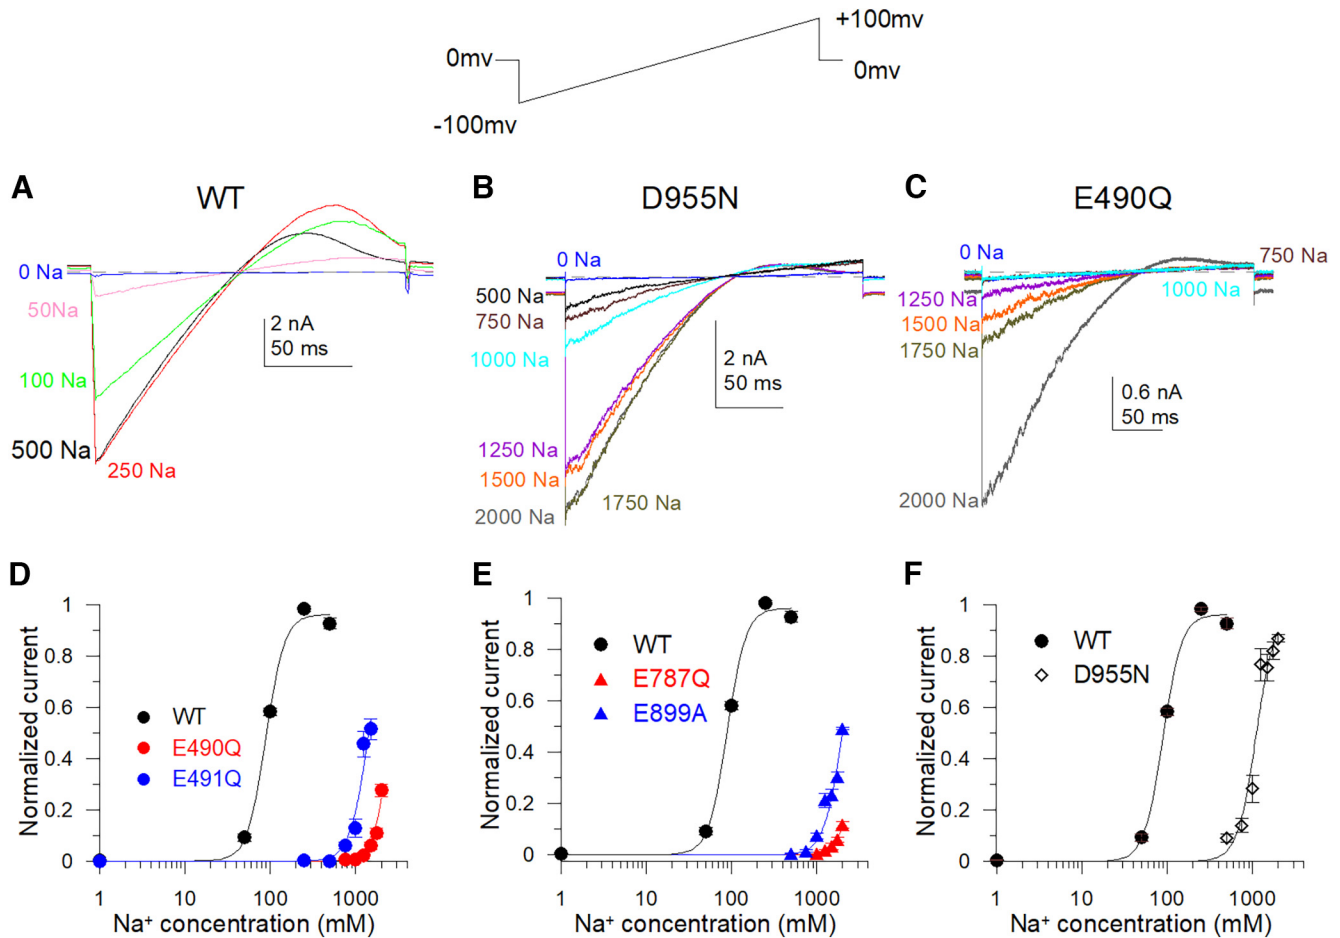 +100mv
0mv
0mv
-100mv
A
WT
0 Na
50Na
100 Na
500 Na
250 Na
2 nA
50 ms
B
D955N
0 Na
500 Na
750 Na
1000 Na
1250 Na
1500 Na
2000 Na
1750 Na
2 nA
50 ms
C
E490Q
0 Na
750 Na
1000 Na
1250 Na
1500 Na
1750 Na
2000 Na
0.6 nA
50 ms
D
Normalized current
1
0.8
0.6
0.4
0.2
0
WT
E490Q
E491Q
1
10
100
1000
Na⁺ concentration (mM)
E
Normalized current
1
0.8
0.6
0.4
0.2
0
WT
E787Q
E899A
1
10
100
1000
Na⁺ concentration (mM)
F
Normalized current
1
0.8
0.6
0.4
0.2
0
WT
D955N
1
10
100
1000
Na⁺ concentration (mM)